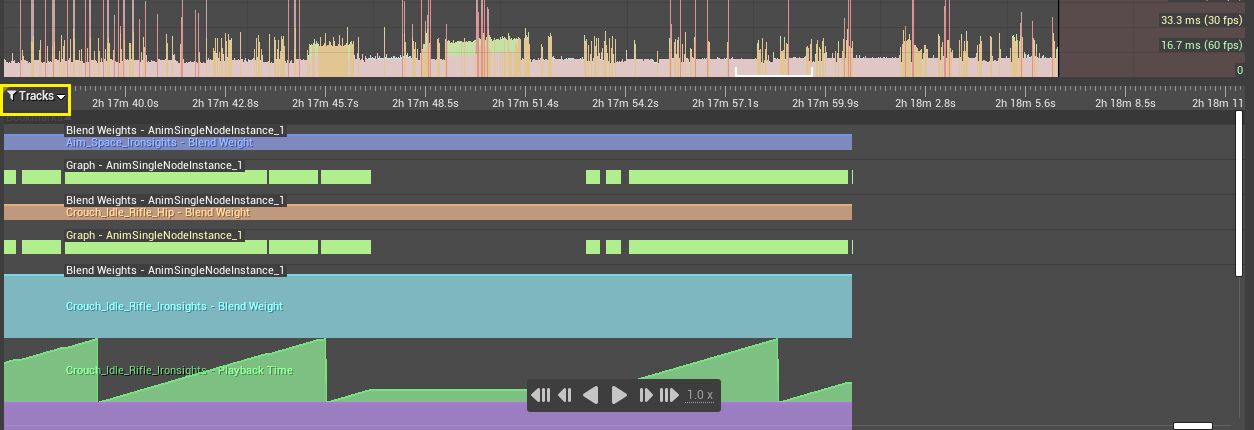 33.3 ms (30 fps)
16.7 ms (60 fps)
0
Tracks
2h 17m 40.0s 2h 17m 42.8s 2h 17m 45.7s 2h 17m 48.5s 2h 17m 51.4s 2h 17m 54.2s 2h 17m 57.1s 2h 17m 59.9s 2h 18m 2.8s 2h 18m 5.6s 2h 18m 8.5s 2h 18m 11
Blend Weights - AnimSingleNodeInstance_1
Aim_Space_Ironsights - Blend Weight
Graph - AnimSingleNodeInstance_1
Blend Weights - AnimSingleNodeInstance_1
Crouch_Idle_Rifle_Hip - Blend Weight
Graph - AnimSingleNodeInstance_1
Blend Weights - AnimSingleNodeInstance_1
Crouch_Idle_Rifle_Ironsights - Blend Weight
Crouch_Idle_Rifle_Ironsights - Playback Time
1.0 x